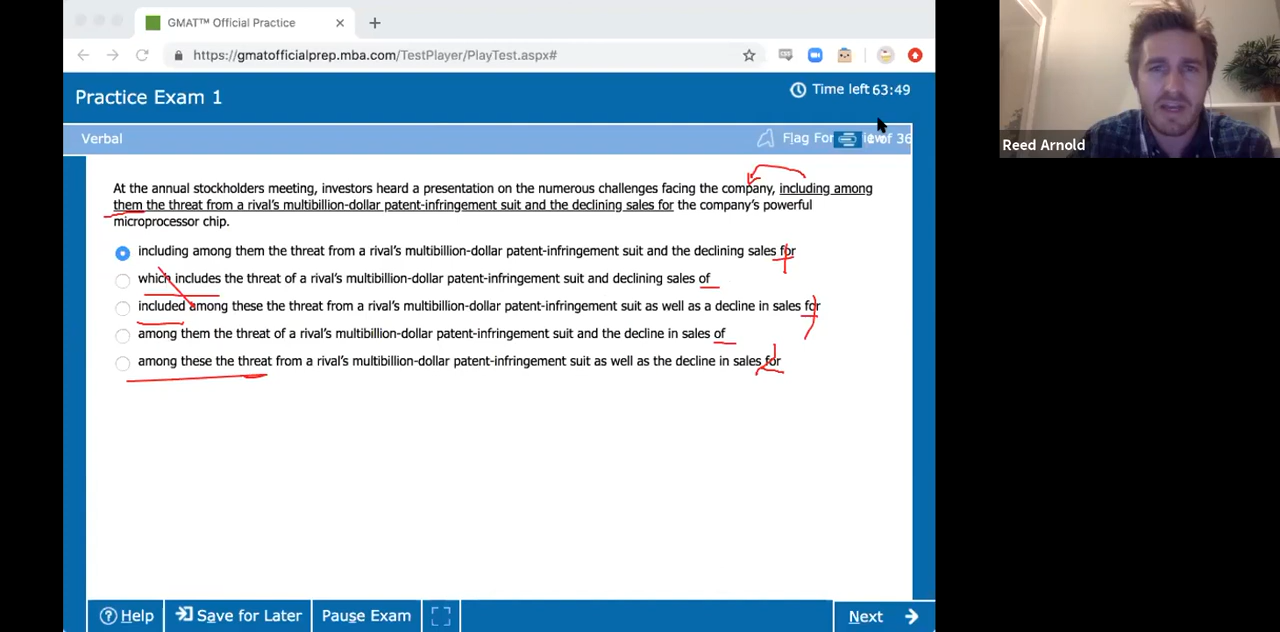 GMAT™ Official Practice
https://gmatofficialprep.mba.com/TestPlayer/PlayTest.aspx#
Practice Exam 1
Time left 63:49
Verbal
Flag For
of 36
Reed Arnold
At the annual stockholders meeting, investors heard a presentation on the numerous challenges facing the company, including among
them the threat from a rival's multibillion-dollar patent-infringement suit and the declining sales for the company's powerful
microprocessor chip.
including among them the threat from a rival's multibillion-dollar patent-infringement suit and the declining sales for
which includes the threat of a rival's multibillion-dollar patent-infringement suit and declining sales of
included among these the threat from a rival's multibillion-dollar patent-infringement suit as well as a decline in sales for
among them the threat of a rival's multibillion-dollar patent-infringement suit and the decline in sales of
among these the threat from a rival's multibillion-dollar patent-infringement suit as well as the decline in sales for
Help
Save for Later
Pause Exam
Next